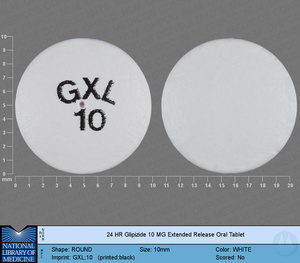 GXL
10
10
9
8
7
6
5
4
3
2
1
0
mm
0 1 2 3 4 5 6 7 8 9 10 11 12 13 14 15 16 17 18 19 20
24 HR Glipizide 10 MG Extended Release Oral Tablet
NATIONAL
LIBRARY OF
MEDICINE
Shape: ROUND Size: 10mm Color: WHITE
Imprint: GXL;10 (printed:black) Scored: No